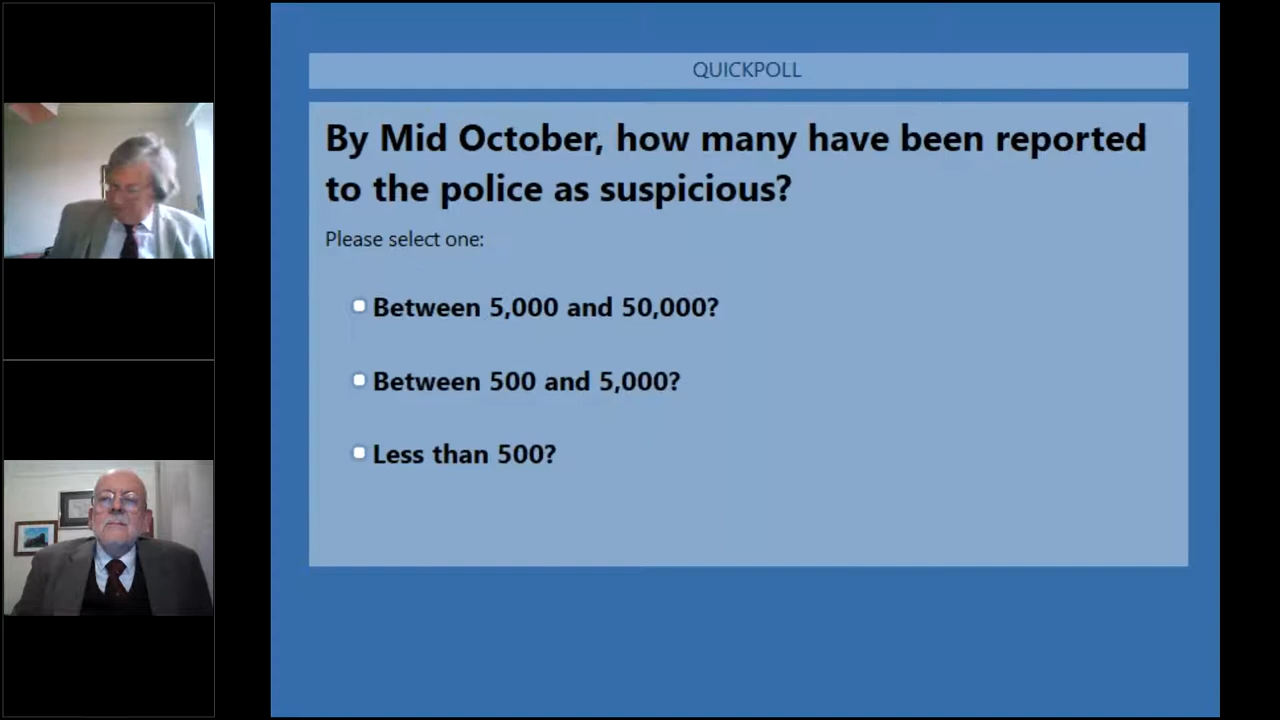 QUICKPOLL
By Mid October, how many have been reported
to the police as suspicious?
Please select one:
Between 5,000 and 50,000?
Between 500 and 5,000?
Less than 500?